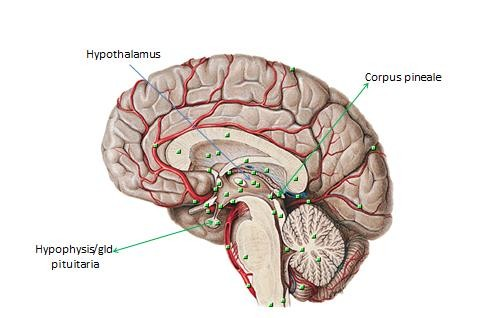 Hypothalamus
Corpus pineale
Hypophysis/gld
pituitaria